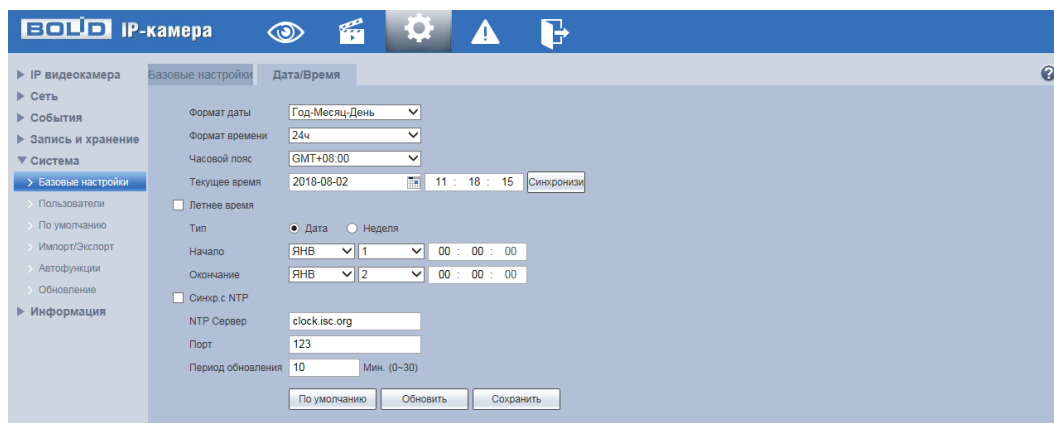 BOLID IP-камера
IP видеокамера
Сеть
События
Запись и хранение
Система
Базовые настройки
Пользователи
По умолчанию
Импорт/Экспорт
Автофункции
Обновление
Информация
Базовые настройки Дата/Время ?
Формат даты Год-Месяц-День
Формат времени 24ч
Часовой пояс GMT+08:00
Текущее время 2018-08-02 11 : 18 : 15 Синхронизи
Летнее время
Тип Дата Неделя
Начало ЯНВ 1 00 : 00 : 00
Окончание ЯНВ 2 00 : 00 : 00
Синхр.с NTP
NTP Сервер clock.isc.org
Порт 123
Период обновления 10 Мин. (0~30)
По умолчанию Обновить Сохранить